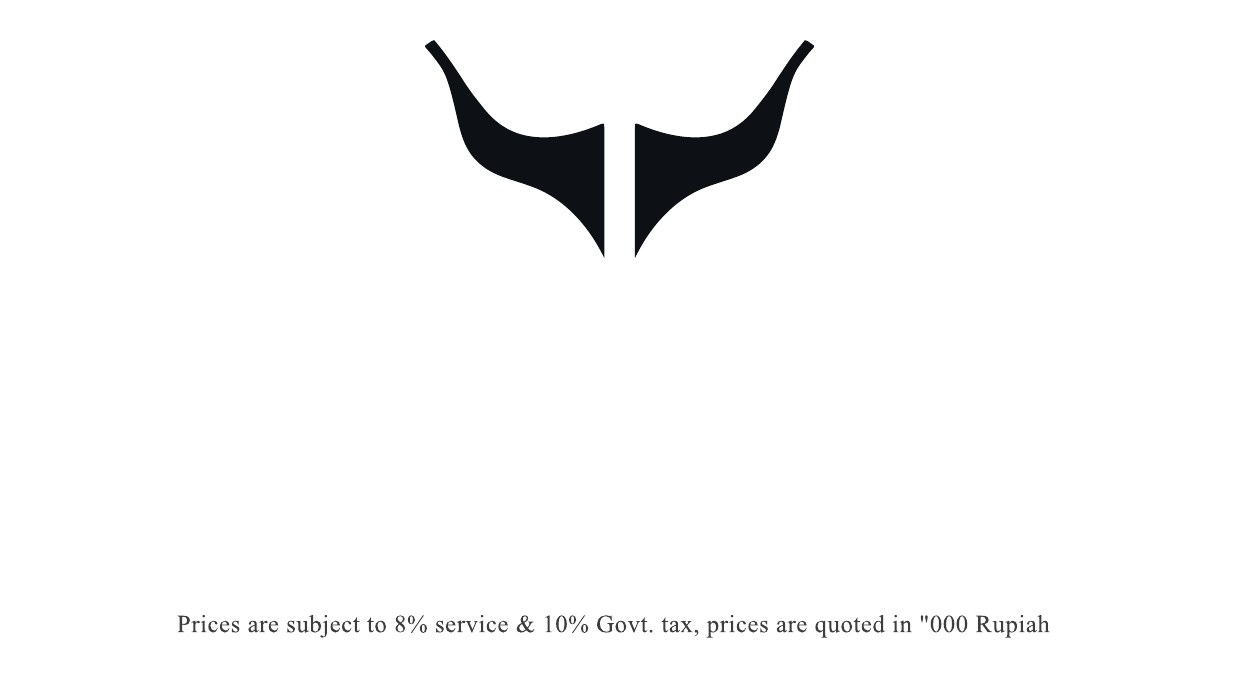 Prices are subject to 8% service & 10% Govt. tax, prices are quoted in "000 Rupiah